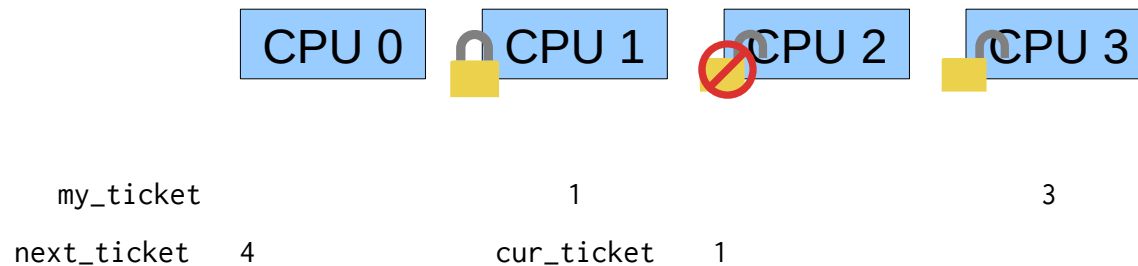 CPU 0 CPU 1 CPU 2 CPU 3
my_ticket 1 3
next_ticket 4 cur_ticket 1